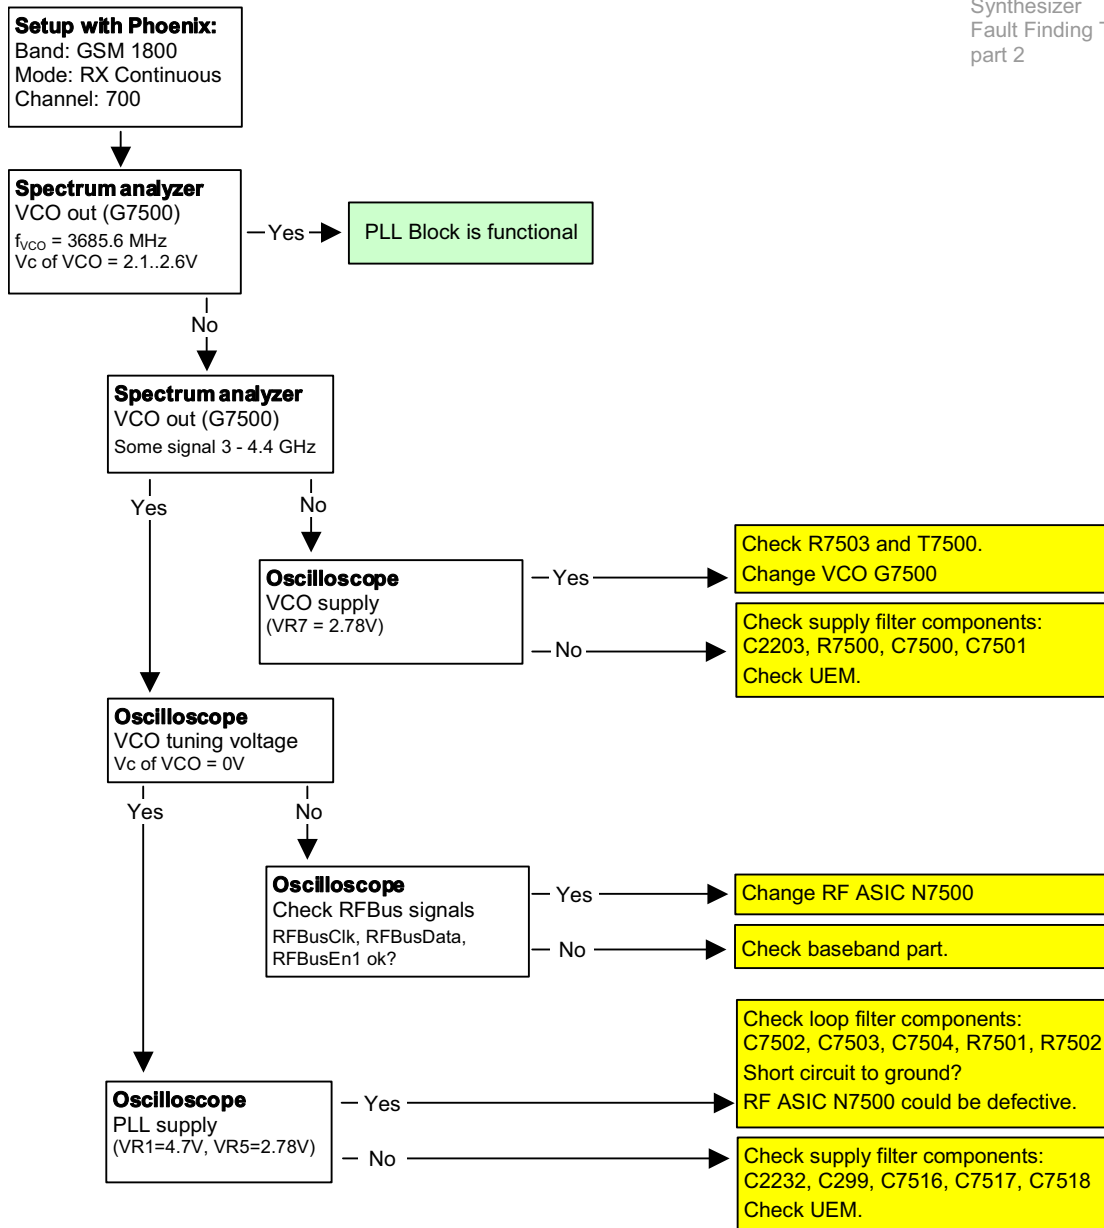 Synthesizer
Fault Finding
part 2
Setup with Phoenix:
Band: GSM 1800
Mode: RX Continuous
Channel: 700
Spectrum analyzer
VCO out (G7500)
fVCO = 3685.6 MHz
Vc of VCO = 2.1..2.6V
Yes
PLL Block is functional
No
Spectrum analyzer
VCO out (G7500)
Some signal 3 - 4.4 GHz
Yes
No
Oscilloscope
VCO supply
(VR7 = 2.78V)
Yes
Check R7503 and T7500.
Change VCO G7500
No
Check supply filter components:
C2203, R7500, C7500, C7501
Check UEM.
Oscilloscope
VCO tuning voltage
Vc of VCO = 0V
Yes
No
Oscilloscope
Check RFBus signals
RFBusClk, RFBusData,
RFBusEn1 ok?
Yes
Change RF ASIC N7500
No
Check baseband part.
Oscilloscope
PLL supply
(VR1=4.7V, VR5=2.78V)
Yes
Check loop filter components:
C7502, C7503, C7504, R7501, R7502
Short circuit to ground?
RF ASIC N7500 could be defective.
No
Check supply filter components:
C2232, C299, C7516, C7517, C7518
Check UEM.